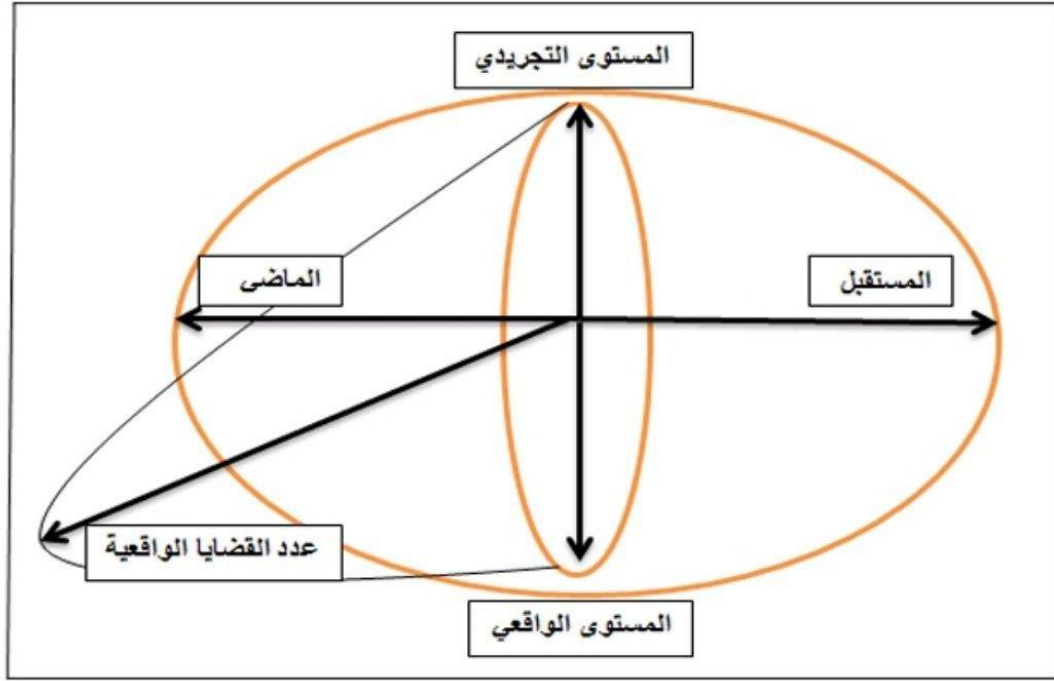 المستوى التجريدي
الماضى
المستقبل
عدد القضايا الواقعية
المستوى الواقعي